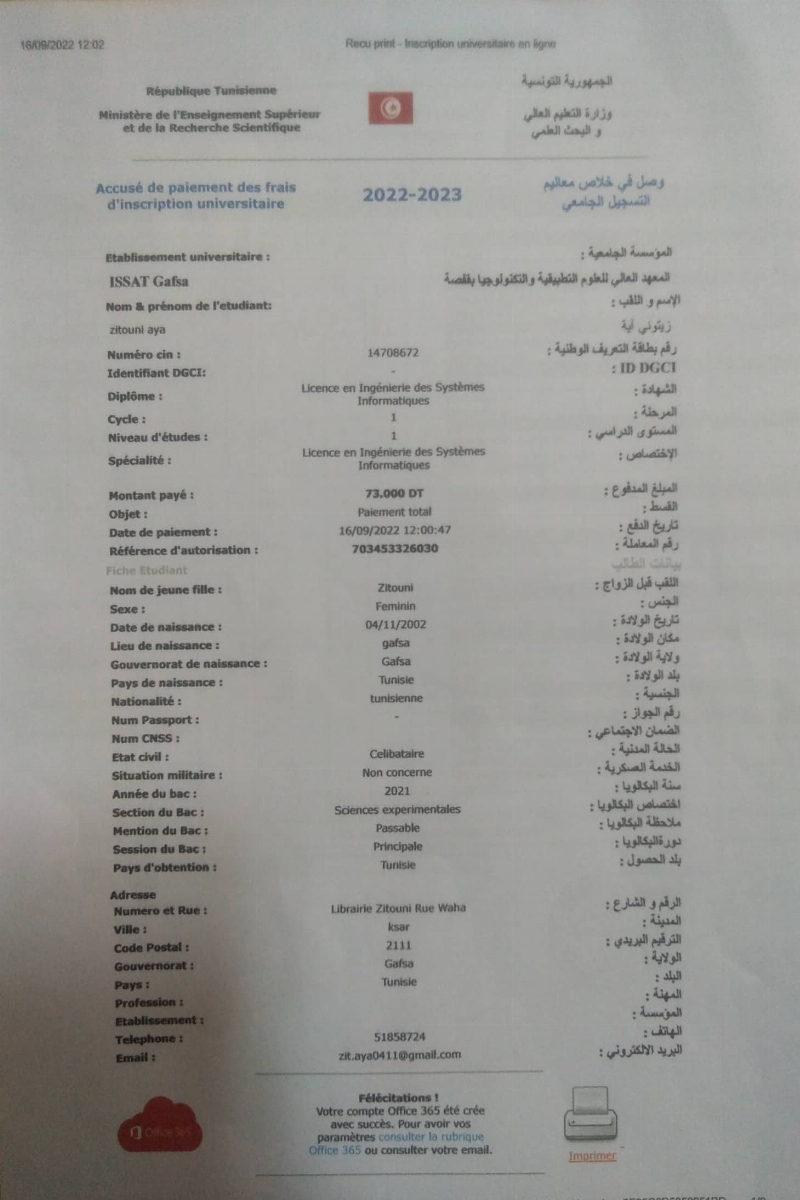 16/09/2022 12:02 Recu print - Inscription universitaire en ligne
République Tunisienne الجمهورية التونسية
Ministère de l'Enseignement Supérieur وزارة التعليم العالي
et de la Recherche Scientifique و البحث العلمي
Accusé de paiement des frais 2022-2023 وصل في خلاص معاليم
d'inscription universitaire التسجيل الجامعي
Etablissement universitaire : المؤسسة الجامعية :
ISSAT Gafsa المعهد العالي للعلوم التطبيقية والتكنولوجيا بقفصة
Nom & prénom de l'etudiant: الإسم و اللقب :
zitouni aya زيتوني آية
Numéro cin : 14708672 رقم بطاقة التعريف الوطنية :
Identifiant DGCI: - ID DGCI :
Diplôme : Licence en Ingénierie des Systèmes Informatiques الشهادة :
Cycle : 1 المرحلة :
Niveau d'études : 1 المستوى الدراسي :
Spécialité : Licence en Ingénierie des Systèmes Informatiques الإختصاص :
Montant payé : 73.000 DT المبلغ المدفوع :
Objet : Paiement total القسط :
Date de paiement : 16/09/2022 12:00:47 تاريخ الدفع :
Référence d'autorisation : 703453326030 رقم المعاملة :
Fiche Etudiant بيانات الطالب
Nom de jeune fille : Zitouni اللقب قبل الزواج :
Sexe : Feminin الجنس :
Date de naissance : 04/11/2002 تاريخ الولادة :
Lieu de naissance : gafsa مكان الولادة :
Gouvernorat de naissance : Gafsa ولاية الولادة :
Pays de naissance : Tunisie بلد الولادة :
Nationalité : tunisienne الجنسية :
Num Passport : - رقم الجواز :
Num CNSS : الضمان الاجتماعي :
Etat civil : Celibataire الحالة المدنية :
Situation militaire : Non concerne الخدمة العسكرية :
Année du bac : 2021 سنة البكالويا :
Section du Bac : Sciences experimentales اختصاص البكالويا :
Mention du Bac : Passable ملاحظة البكالويا :
Session du Bac : Principale دورةالبكالويا :
Pays d'obtention : Tunisie بلد الحصول :
Adresse
Numero et Rue : Librairie Zitouni Rue Waha الرقم و الشارع :
Ville : ksar المدينة :
Code Postal : 2111 الترقيم البريدي :
Gouvernorat : Gafsa الولاية :
Pays : Tunisie البلد :
Profession : المهنة :
Etablissement : المؤسسة :
Telephone : 51858724 الهاتف :
Email : zit.aya0411@gmail.com البريد الالكتروني :
Félécitations !
Votre compte Office 365 été crée
avec succès. Pour avoir vos
paramètres consulter la rubrique
Office 365 ou consulter votre email.
Office 365
Imprimer